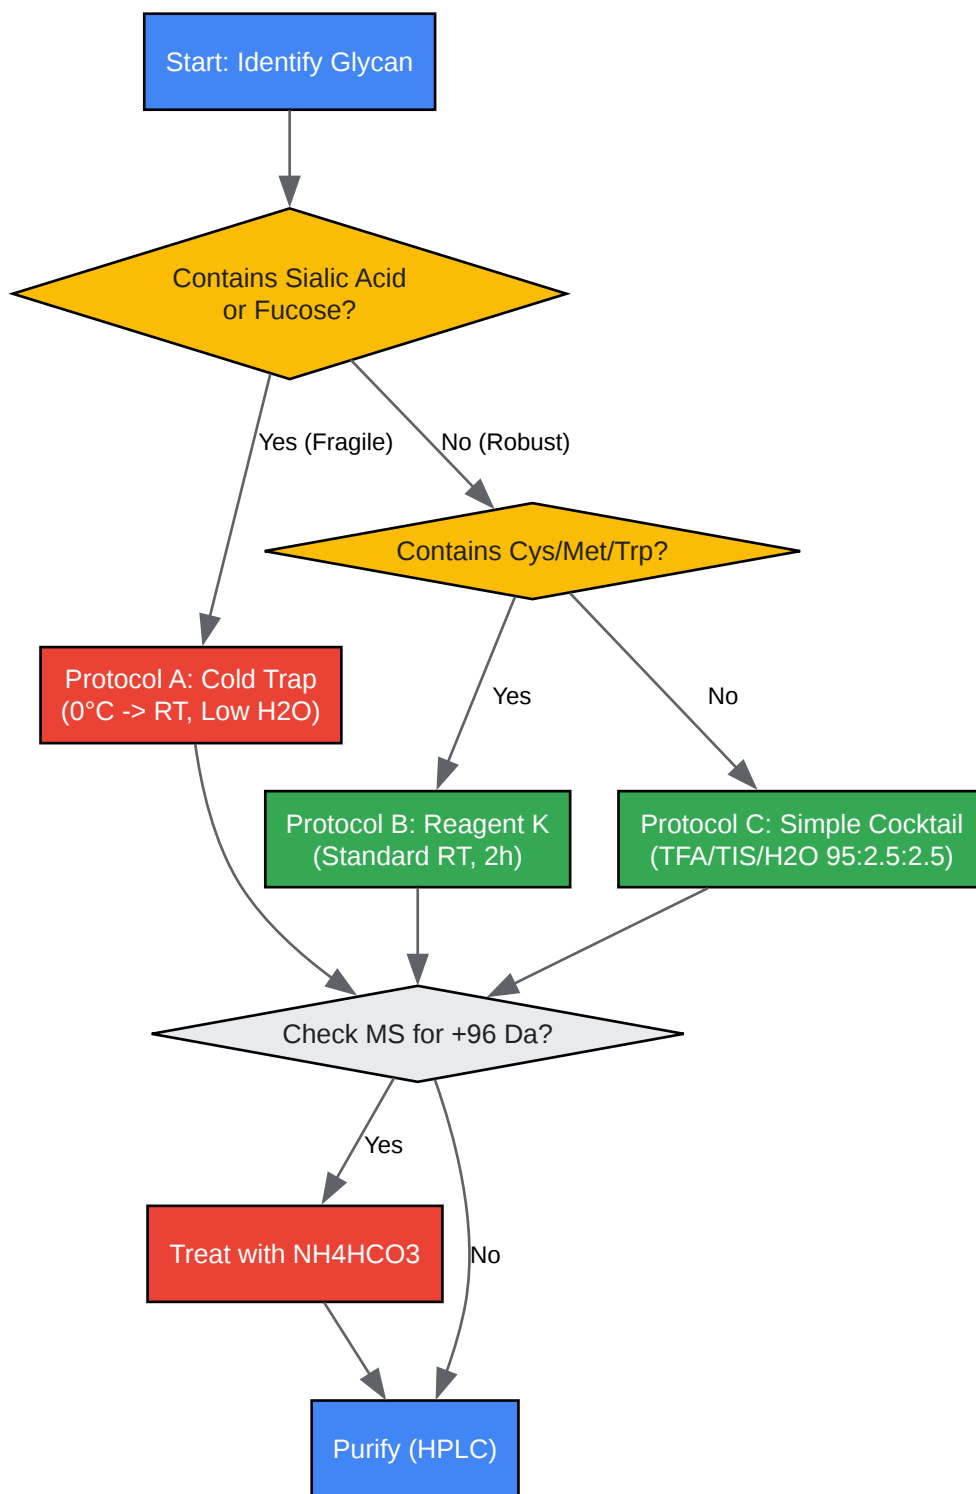 Start: Identify Glycan
Contains Sialic Acid
or Fucose?
Yes (Fragile)
No (Robust)
Contains Cys/Met/Trp?
Protocol A: Cold Trap
(0°C -> RT, Low H2O)
Yes
No
Protocol B: Reagent K
(Standard RT, 2h)
Protocol C: Simple Cocktail
(TFA/TIS/H2O 95:2.5:2.5)
Check MS for +96 Da?
Yes
Treat with NH4HCO3
No
Purify (HPLC)